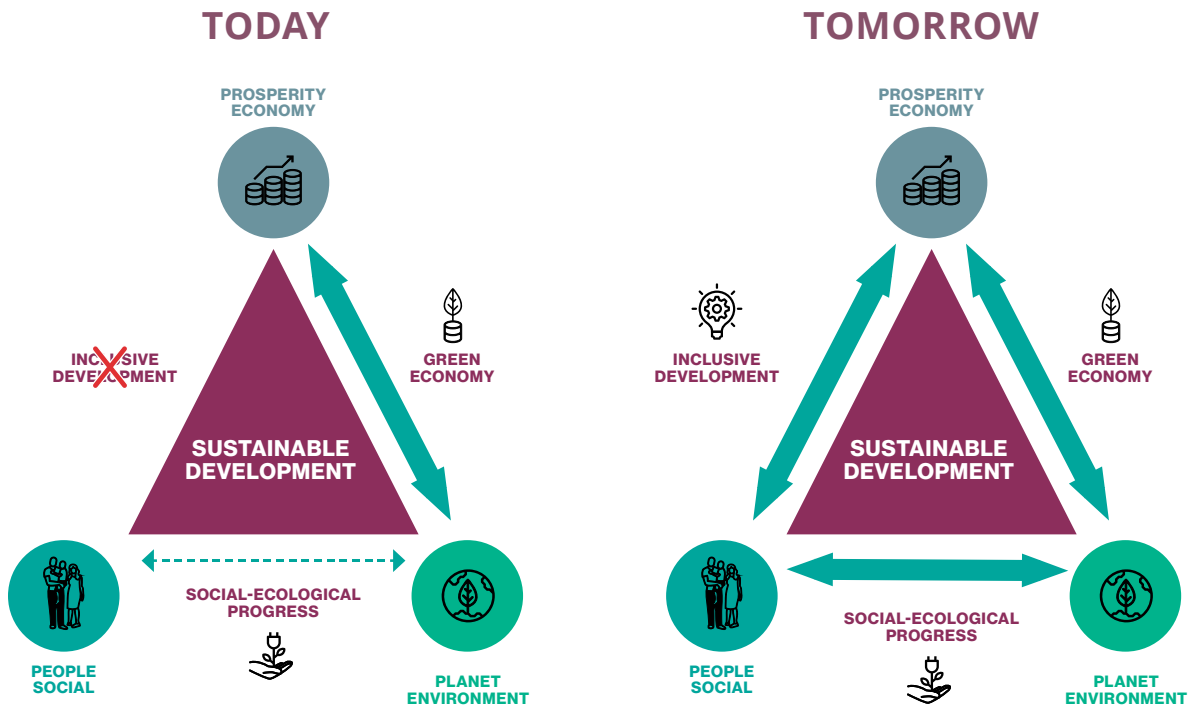 TODAY
PROSPERITY
ECONOMY
INCLUSIVE
DEVELOPMENT
GREEN
ECONOMY
SUSTAINABLE
DEVELOPMENT
SOCIAL-ECOLOGICAL
PROGRESS
PEOPLE
SOCIAL
PLANET
ENVIRONMENT
TOMORROW
PROSPERITY
ECONOMY
INCLUSIVE
DEVELOPMENT
GREEN
ECONOMY
SUSTAINABLE
DEVELOPMENT
SOCIAL-ECOLOGICAL
PROGRESS
PEOPLE
SOCIAL
PLANET
ENVIRONMENT